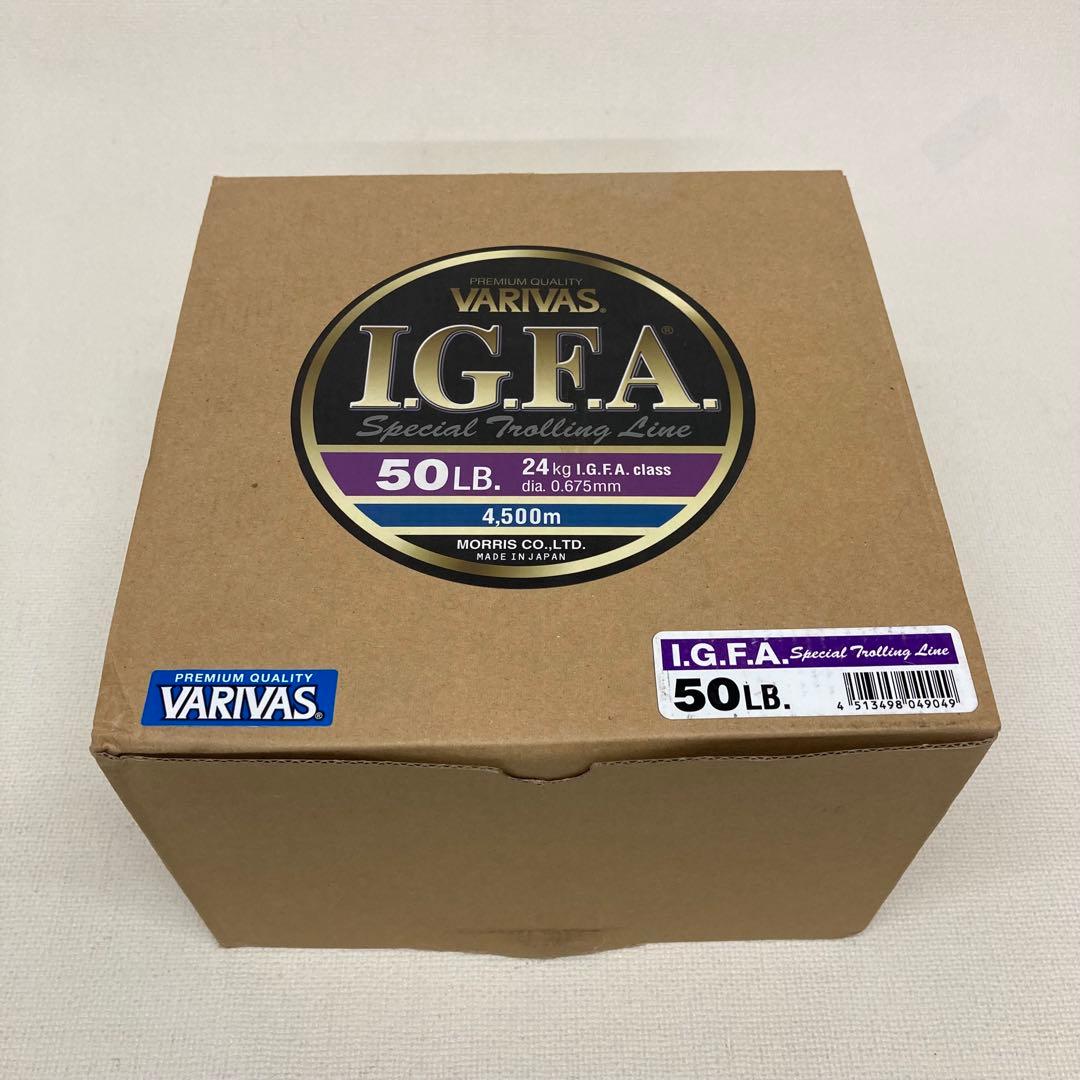 PREMIUM QUALITY
VARIVAS®
I.G.F.A.®
Special Trolling Line
50LB. 24kg I.G.F.A. class
dia. 0.675mm
4,500m
MORRIS CO.,LTD.
MADE IN JAPAN
PREMIUM QUALITY
VARIVAS®
I.G.F.A. Special Trolling Line
50LB.
4 513498 049049